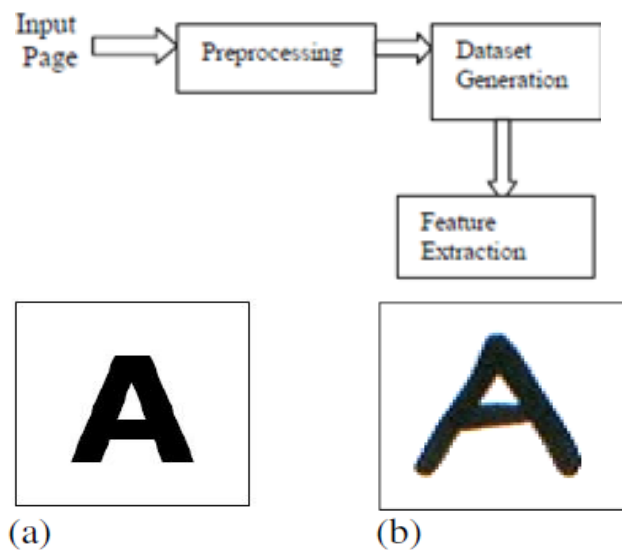 Input
Page
Preprocessing
Dataset
Generation
Feature
Extraction
A
A
(a)
(b)